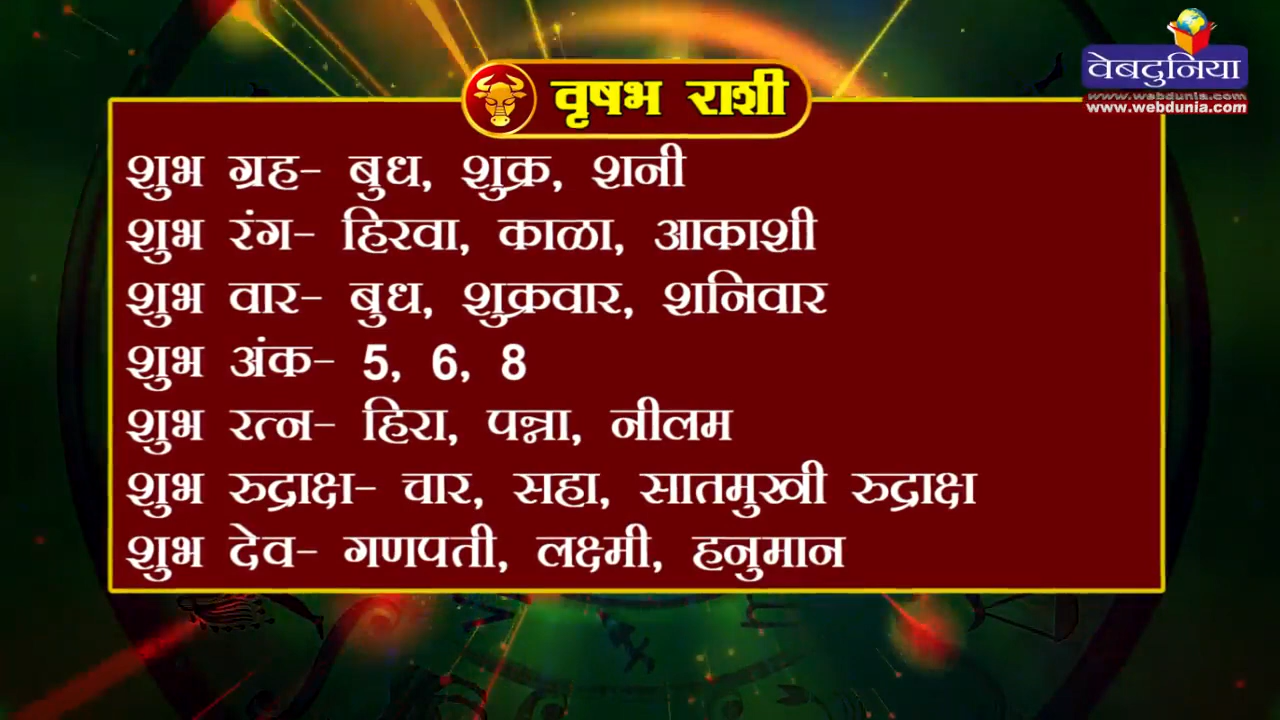 वेबदुनिया
www.webdunia.com
वृषभ राशी
शुभ ग्रह- बुध, शुक्र, शनी
शुभ रंग- हिरवा, काळा, आकाशी
शुभ वार- बुध, शुक्रवार, शनिवार
शुभ अंक- 5, 6, 8
शुभ रत्न- हिरा, पन्ना, नीलम
शुभ रुद्राक्ष- चार, सहा, सातमुखी रुद्राक्ष
शुभ देव- गणपती, लक्ष्मी, हनुमान